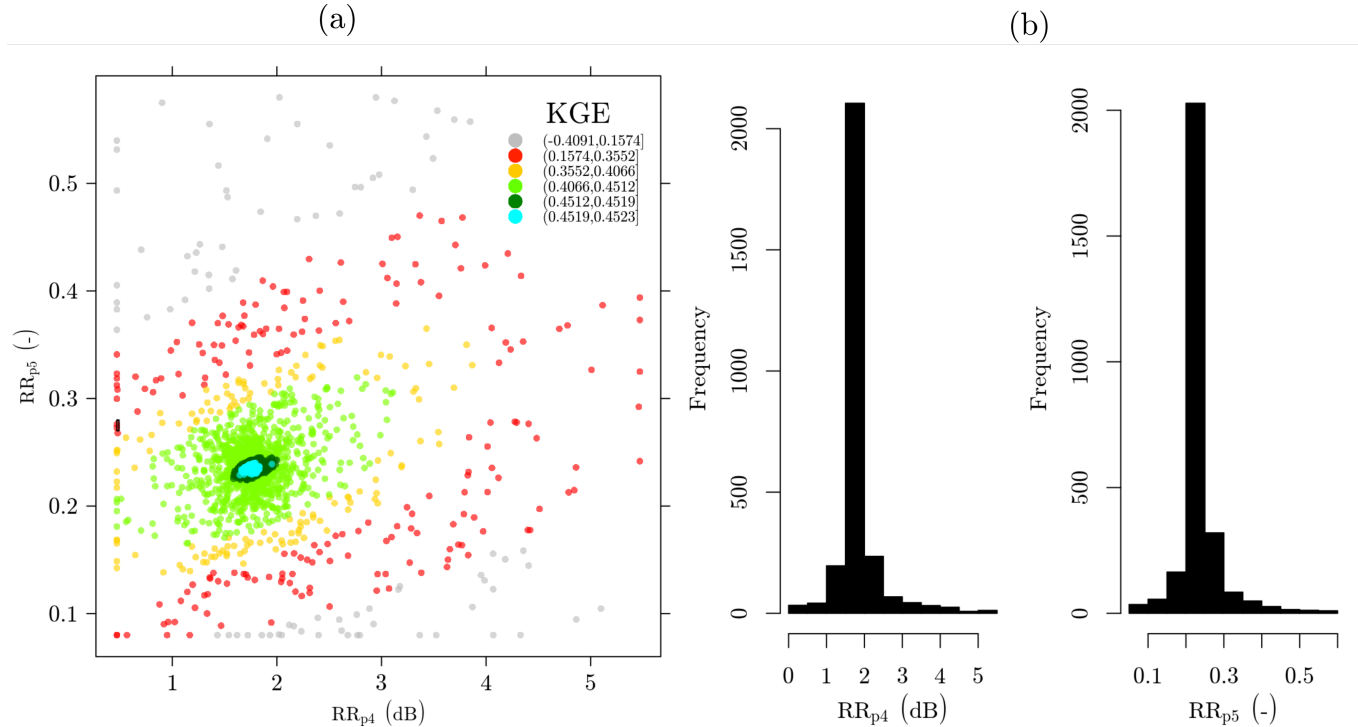 (a)
(b)
KGE
(-0.4091,0.1574]
(0.1574,0.3552]
(0.3552,0.4066]
(0.4066,0.4512]
(0.4512,0.4519]
(0.4519,0.4523]
0.5
0.4
0.3
0.2
0.1
RRp5 (-)
1 2 3 4 5
RRp4 (dB)
2000
1500
1000
500
0
Frequency
0 1 2 3 4 5
RRp4 (dB)
2000
1500
1000
500
0
Frequency
0.1 0.3 0.5
RRp5 (-)